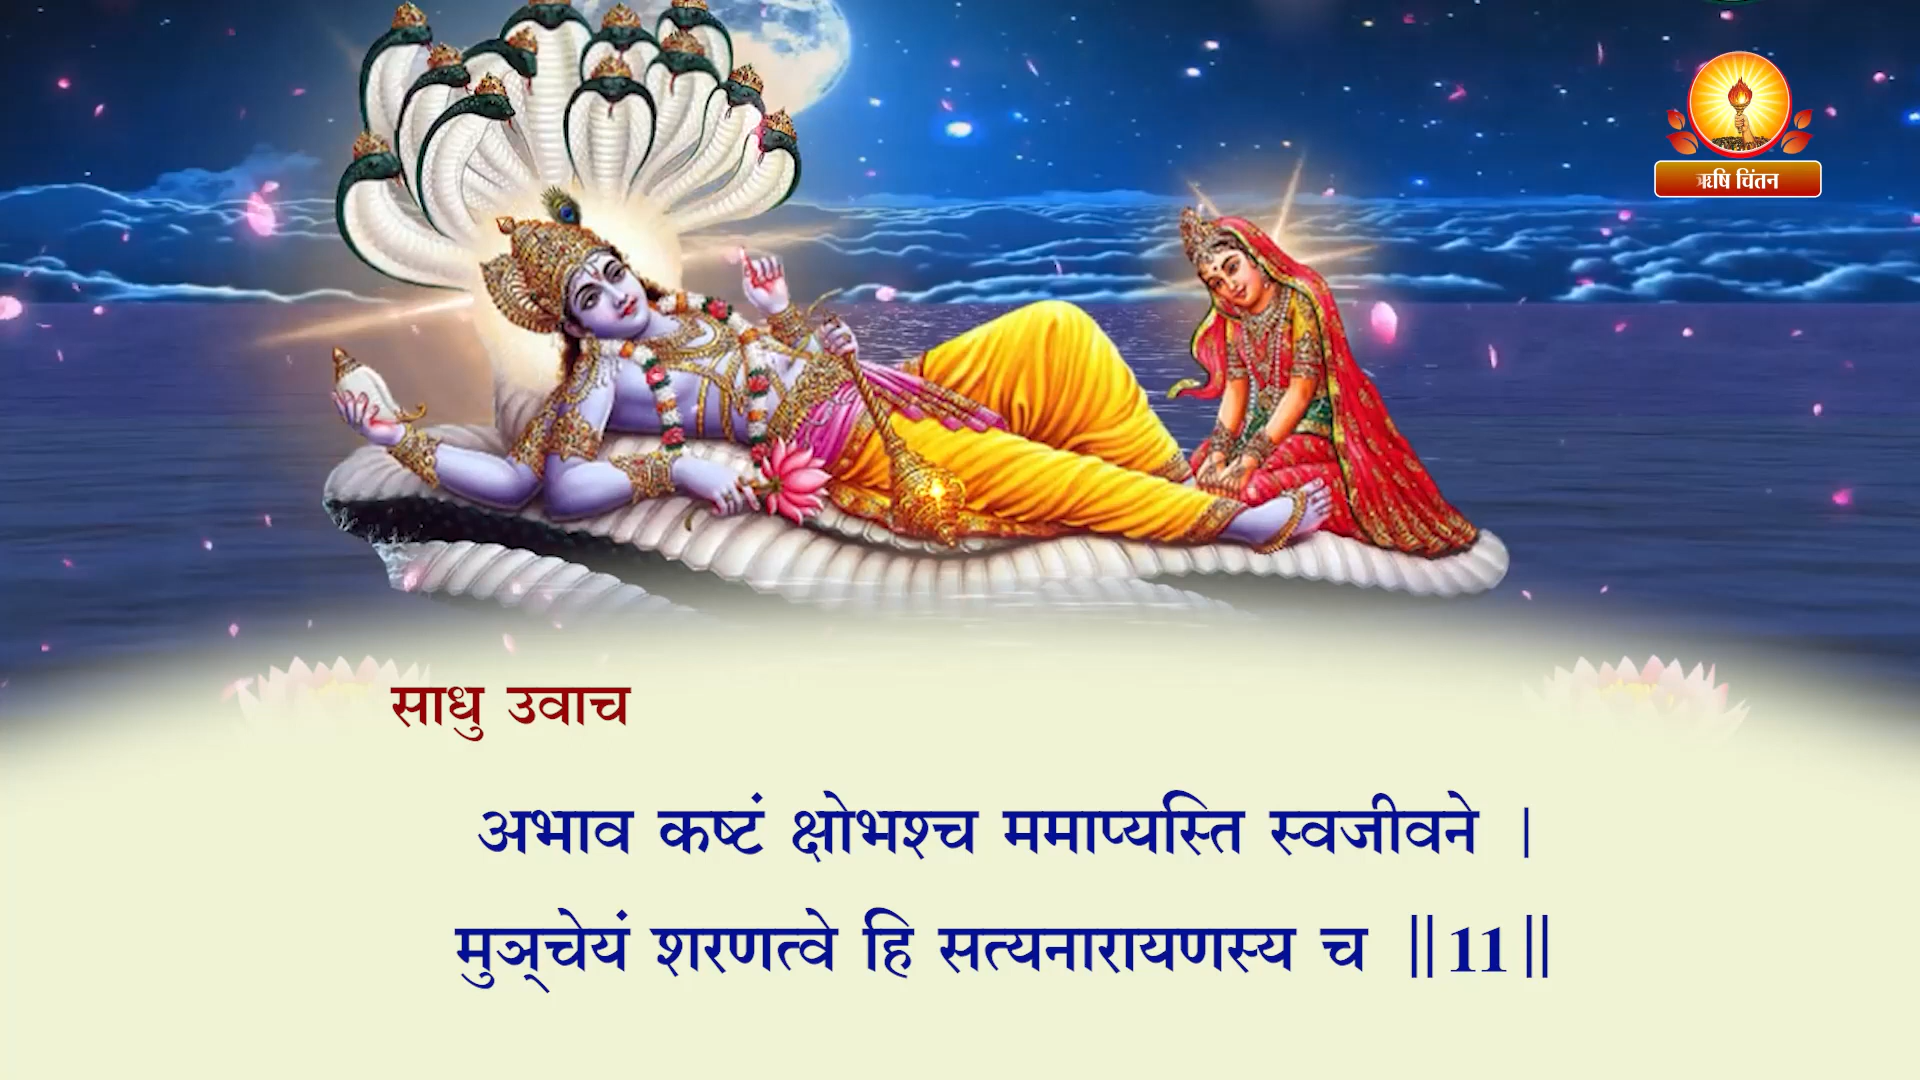 ऋषि चिंतन
साधु उवाच
अभाव कष्टं क्षोभश्च ममाप्यस्ति स्वजीवने ।
मुञ्चेयं शरणत्वे हि सत्यनारायणस्य च ॥11॥